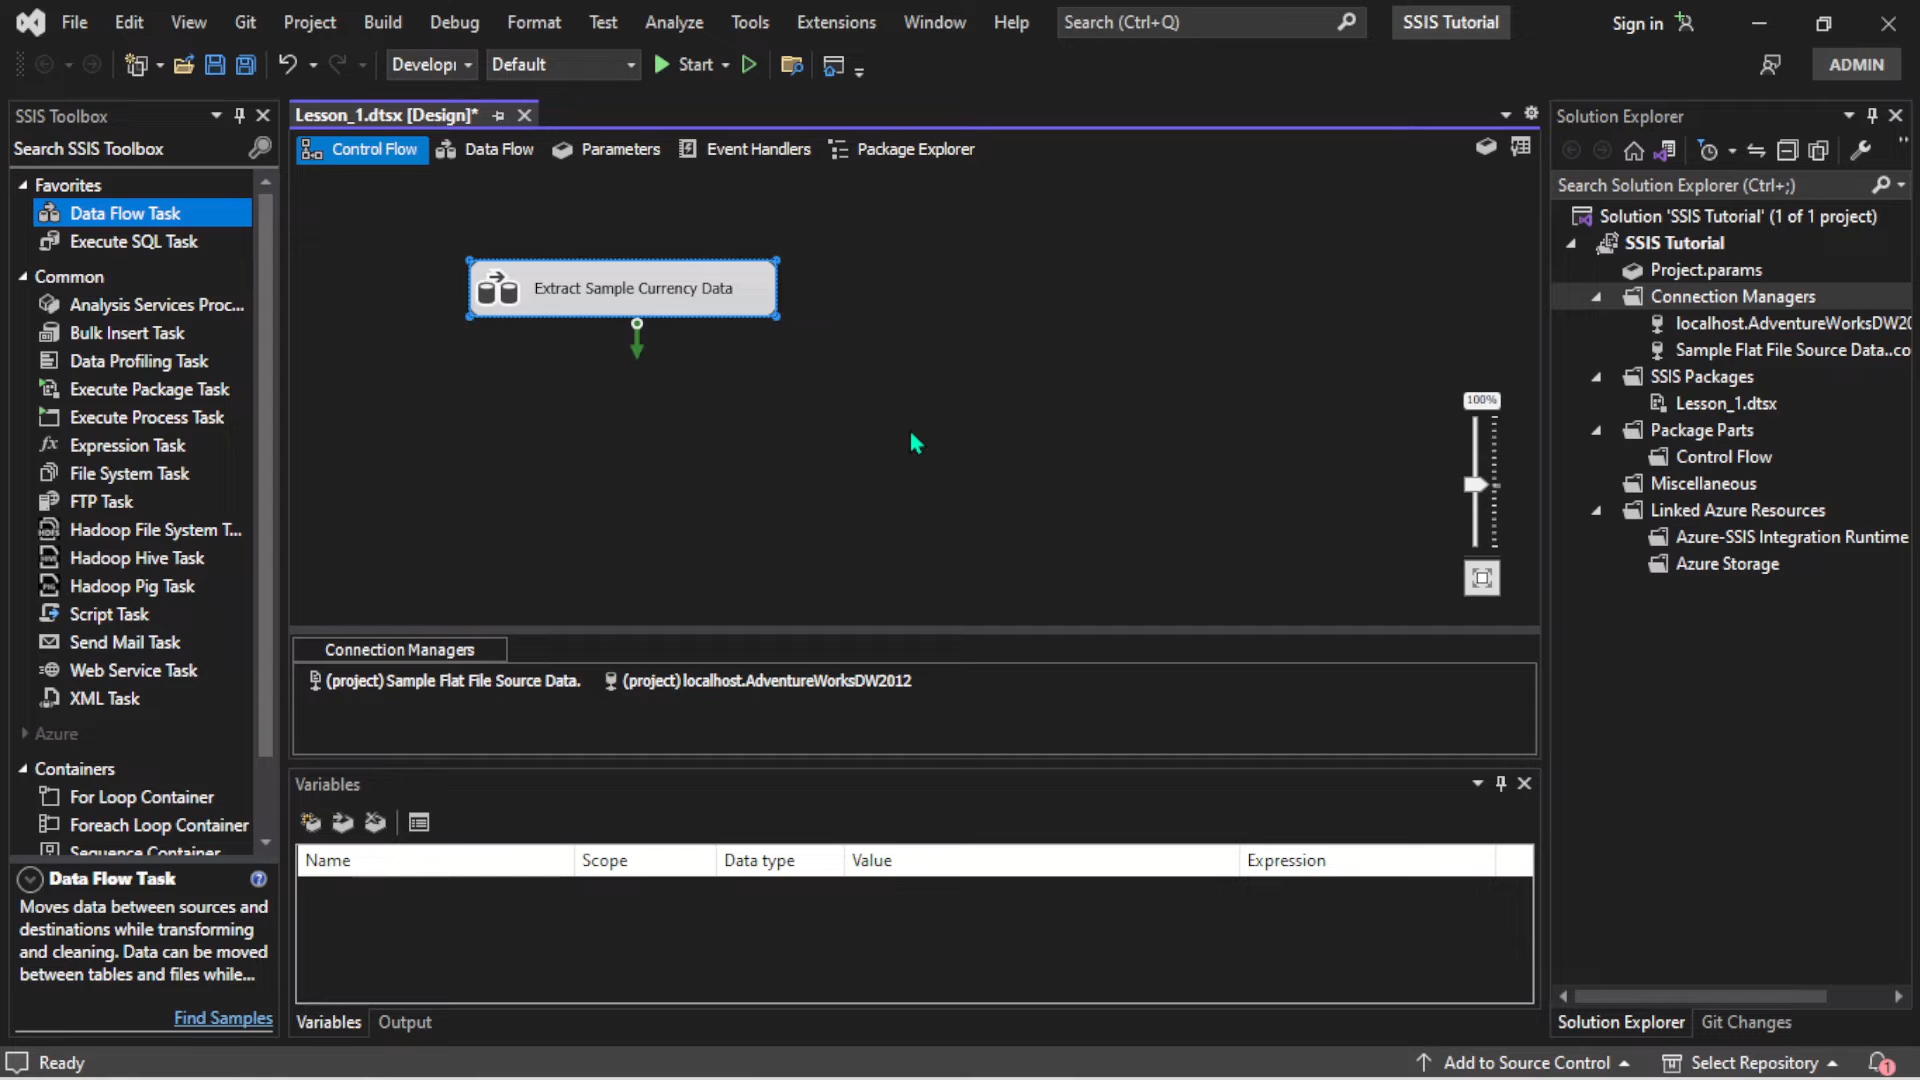 File Edit View Git Project Build Debug Format Test Analyze Tools Extensions Window Help Search (Ctrl+Q) SSIS Tutorial Sign in
Default Start ADMIN
SSIS Toolbox
Search SSIS Toolbox
Favorites
Data Flow Task
Execute SQL Task
Common
Analysis Services Proc...
Bulk Insert Task
Data Profiling Task
Execute Package Task
Execute Process Task
Expression Task
File System Task
FTP Task
Hadoop File System T...
Hadoop Hive Task
Hadoop Pig Task
Script Task
Send Mail Task
Web Service Task
XML Task
Azure
Containers
For Loop Container
Foreach Loop Container
Sequence Container
Data Flow Task
Moves data between sources and
destinations while transforming
and cleaning. Data can be moved
between tables and files while...
Find Samples
Lesson_1.dtsx [Design]*
Control Flow Data Flow Parameters Event Handlers Package Explorer
Extract Sample Currency Data
100%
Connection Managers
(project) Sample Flat File Source Data. (project) localhost.AdventureWorksDW2012
Variables
Name Scope Data type Value Expression
Variables Output
Solution Explorer
Search Solution Explorer (Ctrl+;)
Solution 'SSIS Tutorial' (1 of 1 project)
SSIS Tutorial
Project.params
Connection Managers
localhost.AdventureWorksDW20
Sample Flat File Source Data..co
SSIS Packages
Lesson_1.dtsx
Package Parts
Control Flow
Miscellaneous
Linked Azure Resources
Azure-SSIS Integration Runtime
Azure Storage
Solution Explorer Git Changes
Ready Add to Source Control Select Repository 1